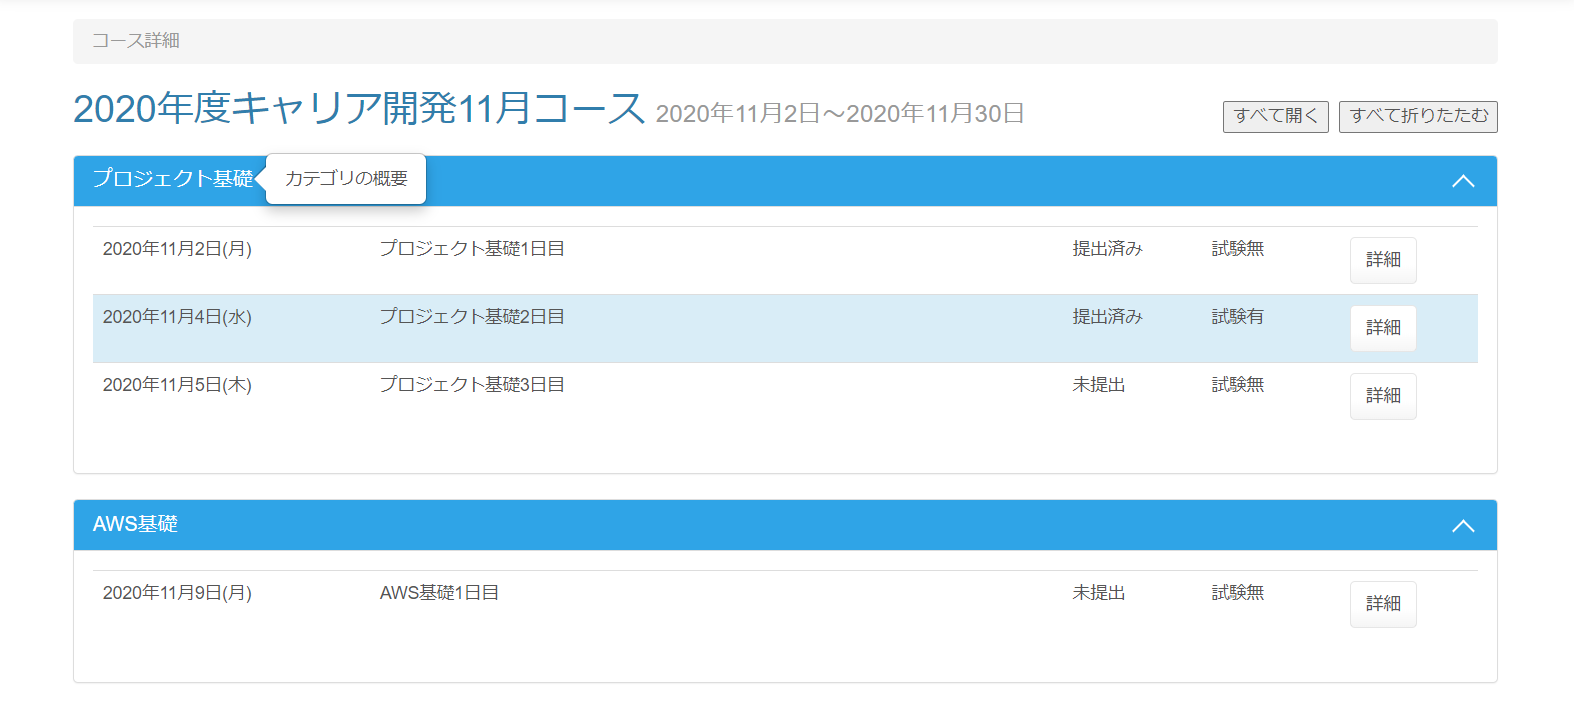 コース詳細
2020年度キャリア開発11月コース 2020年11月2日～2020年11月30日 すべて開く すべて折りたたむ
プロジェクト基礎 カテゴリの概要
2020年11月2日(月) プロジェクト基礎1日目 提出済み 試験無 詳細
2020年11月4日(水) プロジェクト基礎2日目 提出済み 試験有 詳細
2020年11月5日(木) プロジェクト基礎3日目 未提出 試験無 詳細
AWS基礎
2020年11月9日(月) AWS基礎1日目 未提出 試験無 詳細